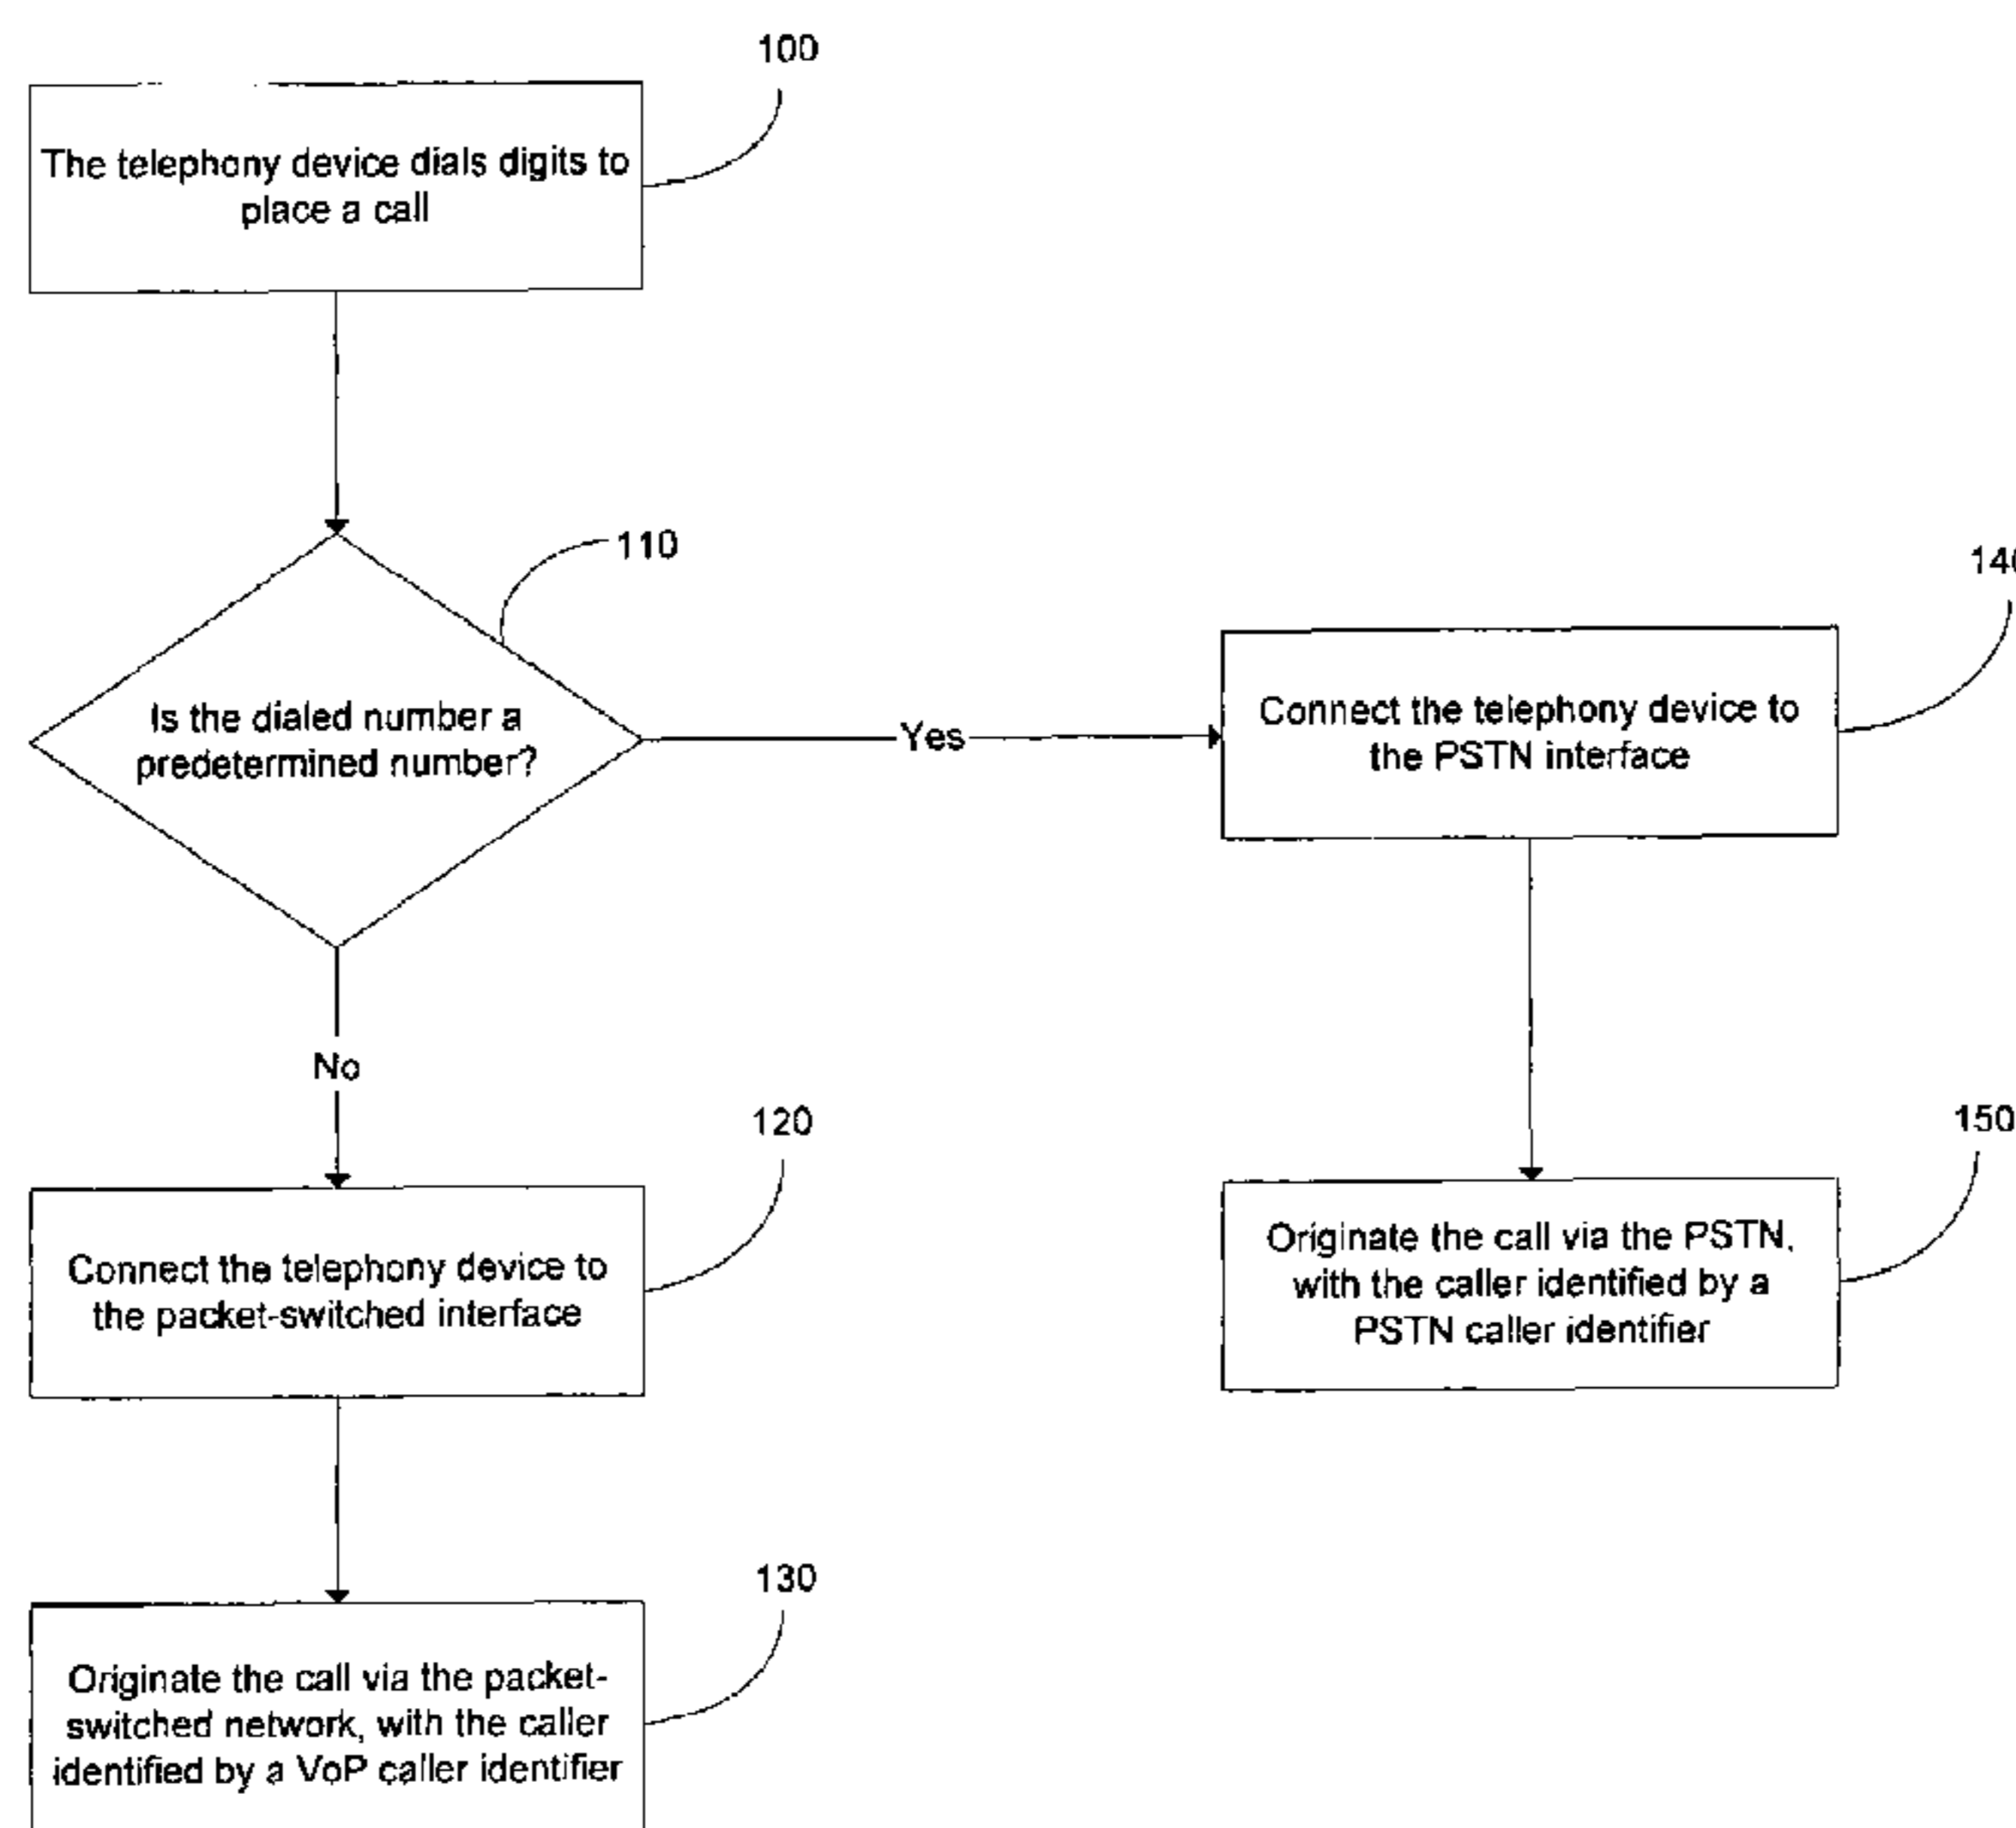 100
The telephony device dials digits to
place a call
110
Is the dialed number a
predetermined number?
Yes
140
Connect the telephony device to
the PSTN interface
No
120
Connect the telephony device to
the packet-switched interface
150
Originate the call via the PSTN,
with the caller identified by a
PSTN caller identifier
130
Originate the call via the packet-
switched network, with the caller
identified by a VoP caller identifier